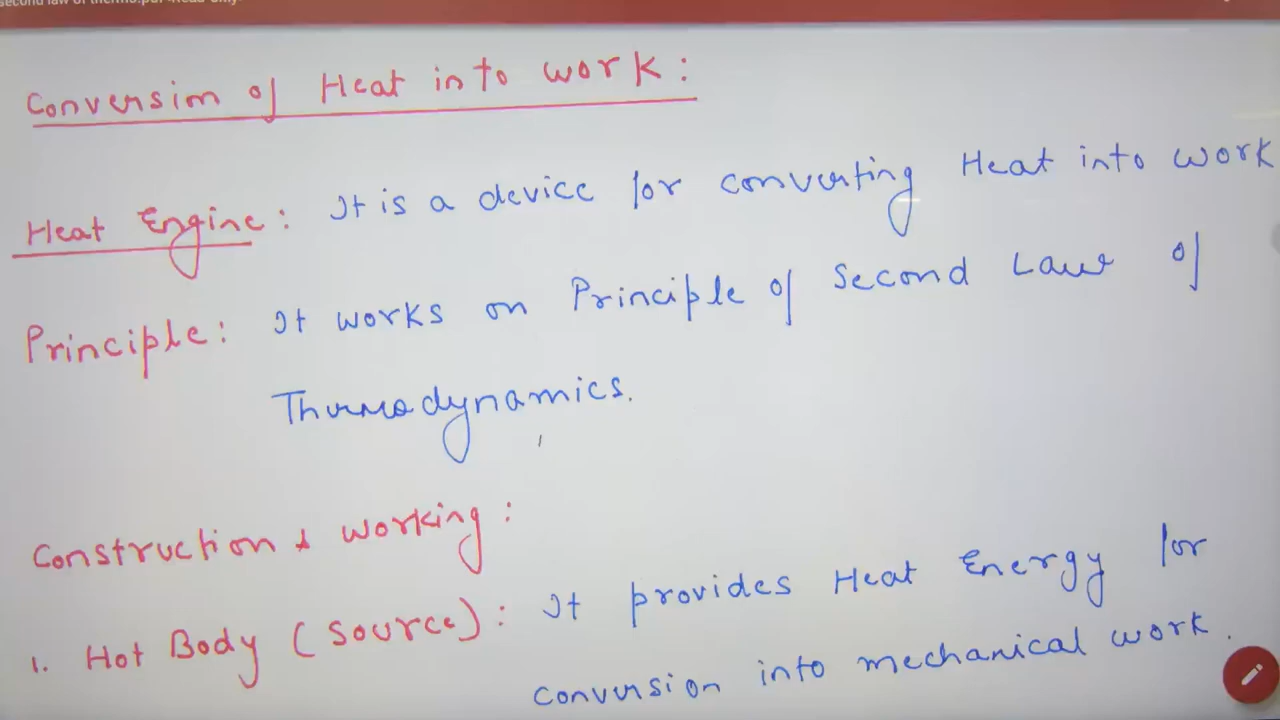 Conversion of Heat into work:
Heat Engine: It is a device for converting Heat into work
Principle: It works on Principle of Second Law of
Thermodynamics.
Construction & working:
1. Hot Body (Source): It provides Heat Energy for
conversion into mechanical work.